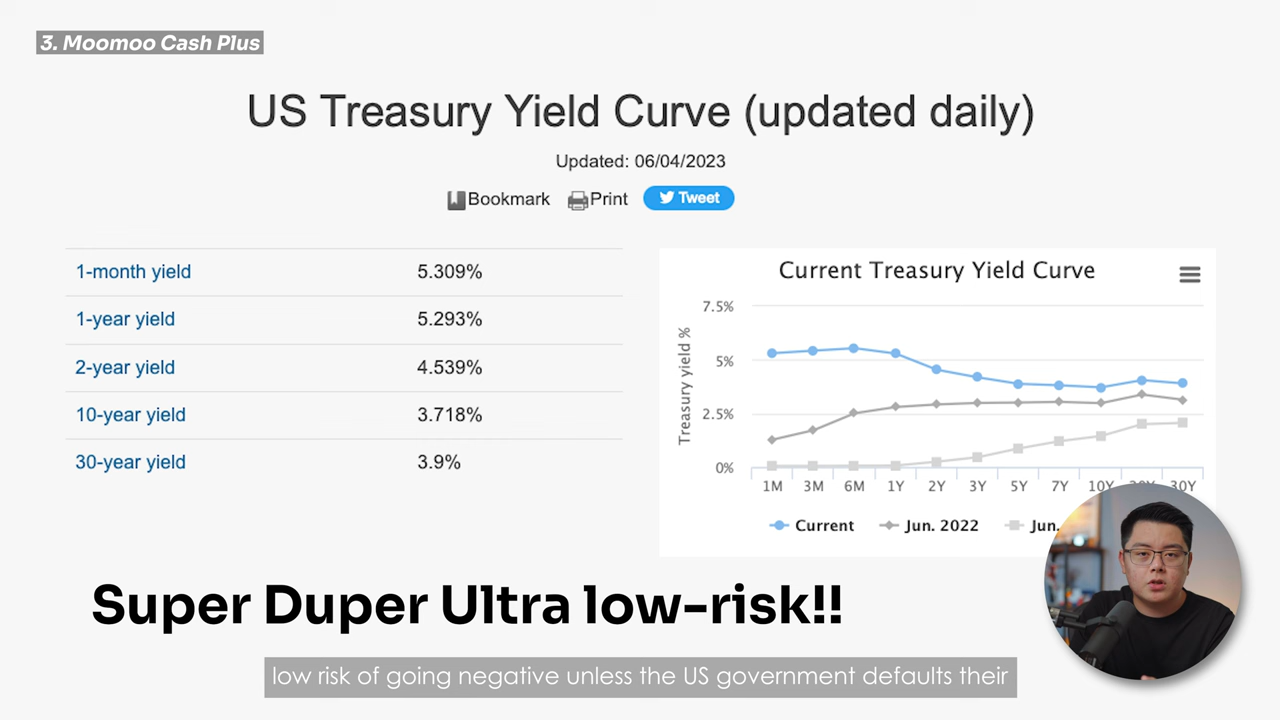 3. Moomoo Cash Plus
US Treasury Yield Curve (updated daily)
Updated: 06/04/2023
Bookmark Print Tweet
1-month yield 5.309%
1-year yield 5.293%
2-year yield 4.539%
10-year yield 3.718%
30-year yield 3.9%
Current Treasury Yield Curve
Treasury yield %
7.5%
5%
2.5%
0%
1M 3M 6M 1Y 2Y 3Y 5Y 7Y 10Y 20Y 30Y
Current Jun. 2022 Jun.
Super Duper Ultra low-risk!!
low risk of going negative unless the US government defaults their